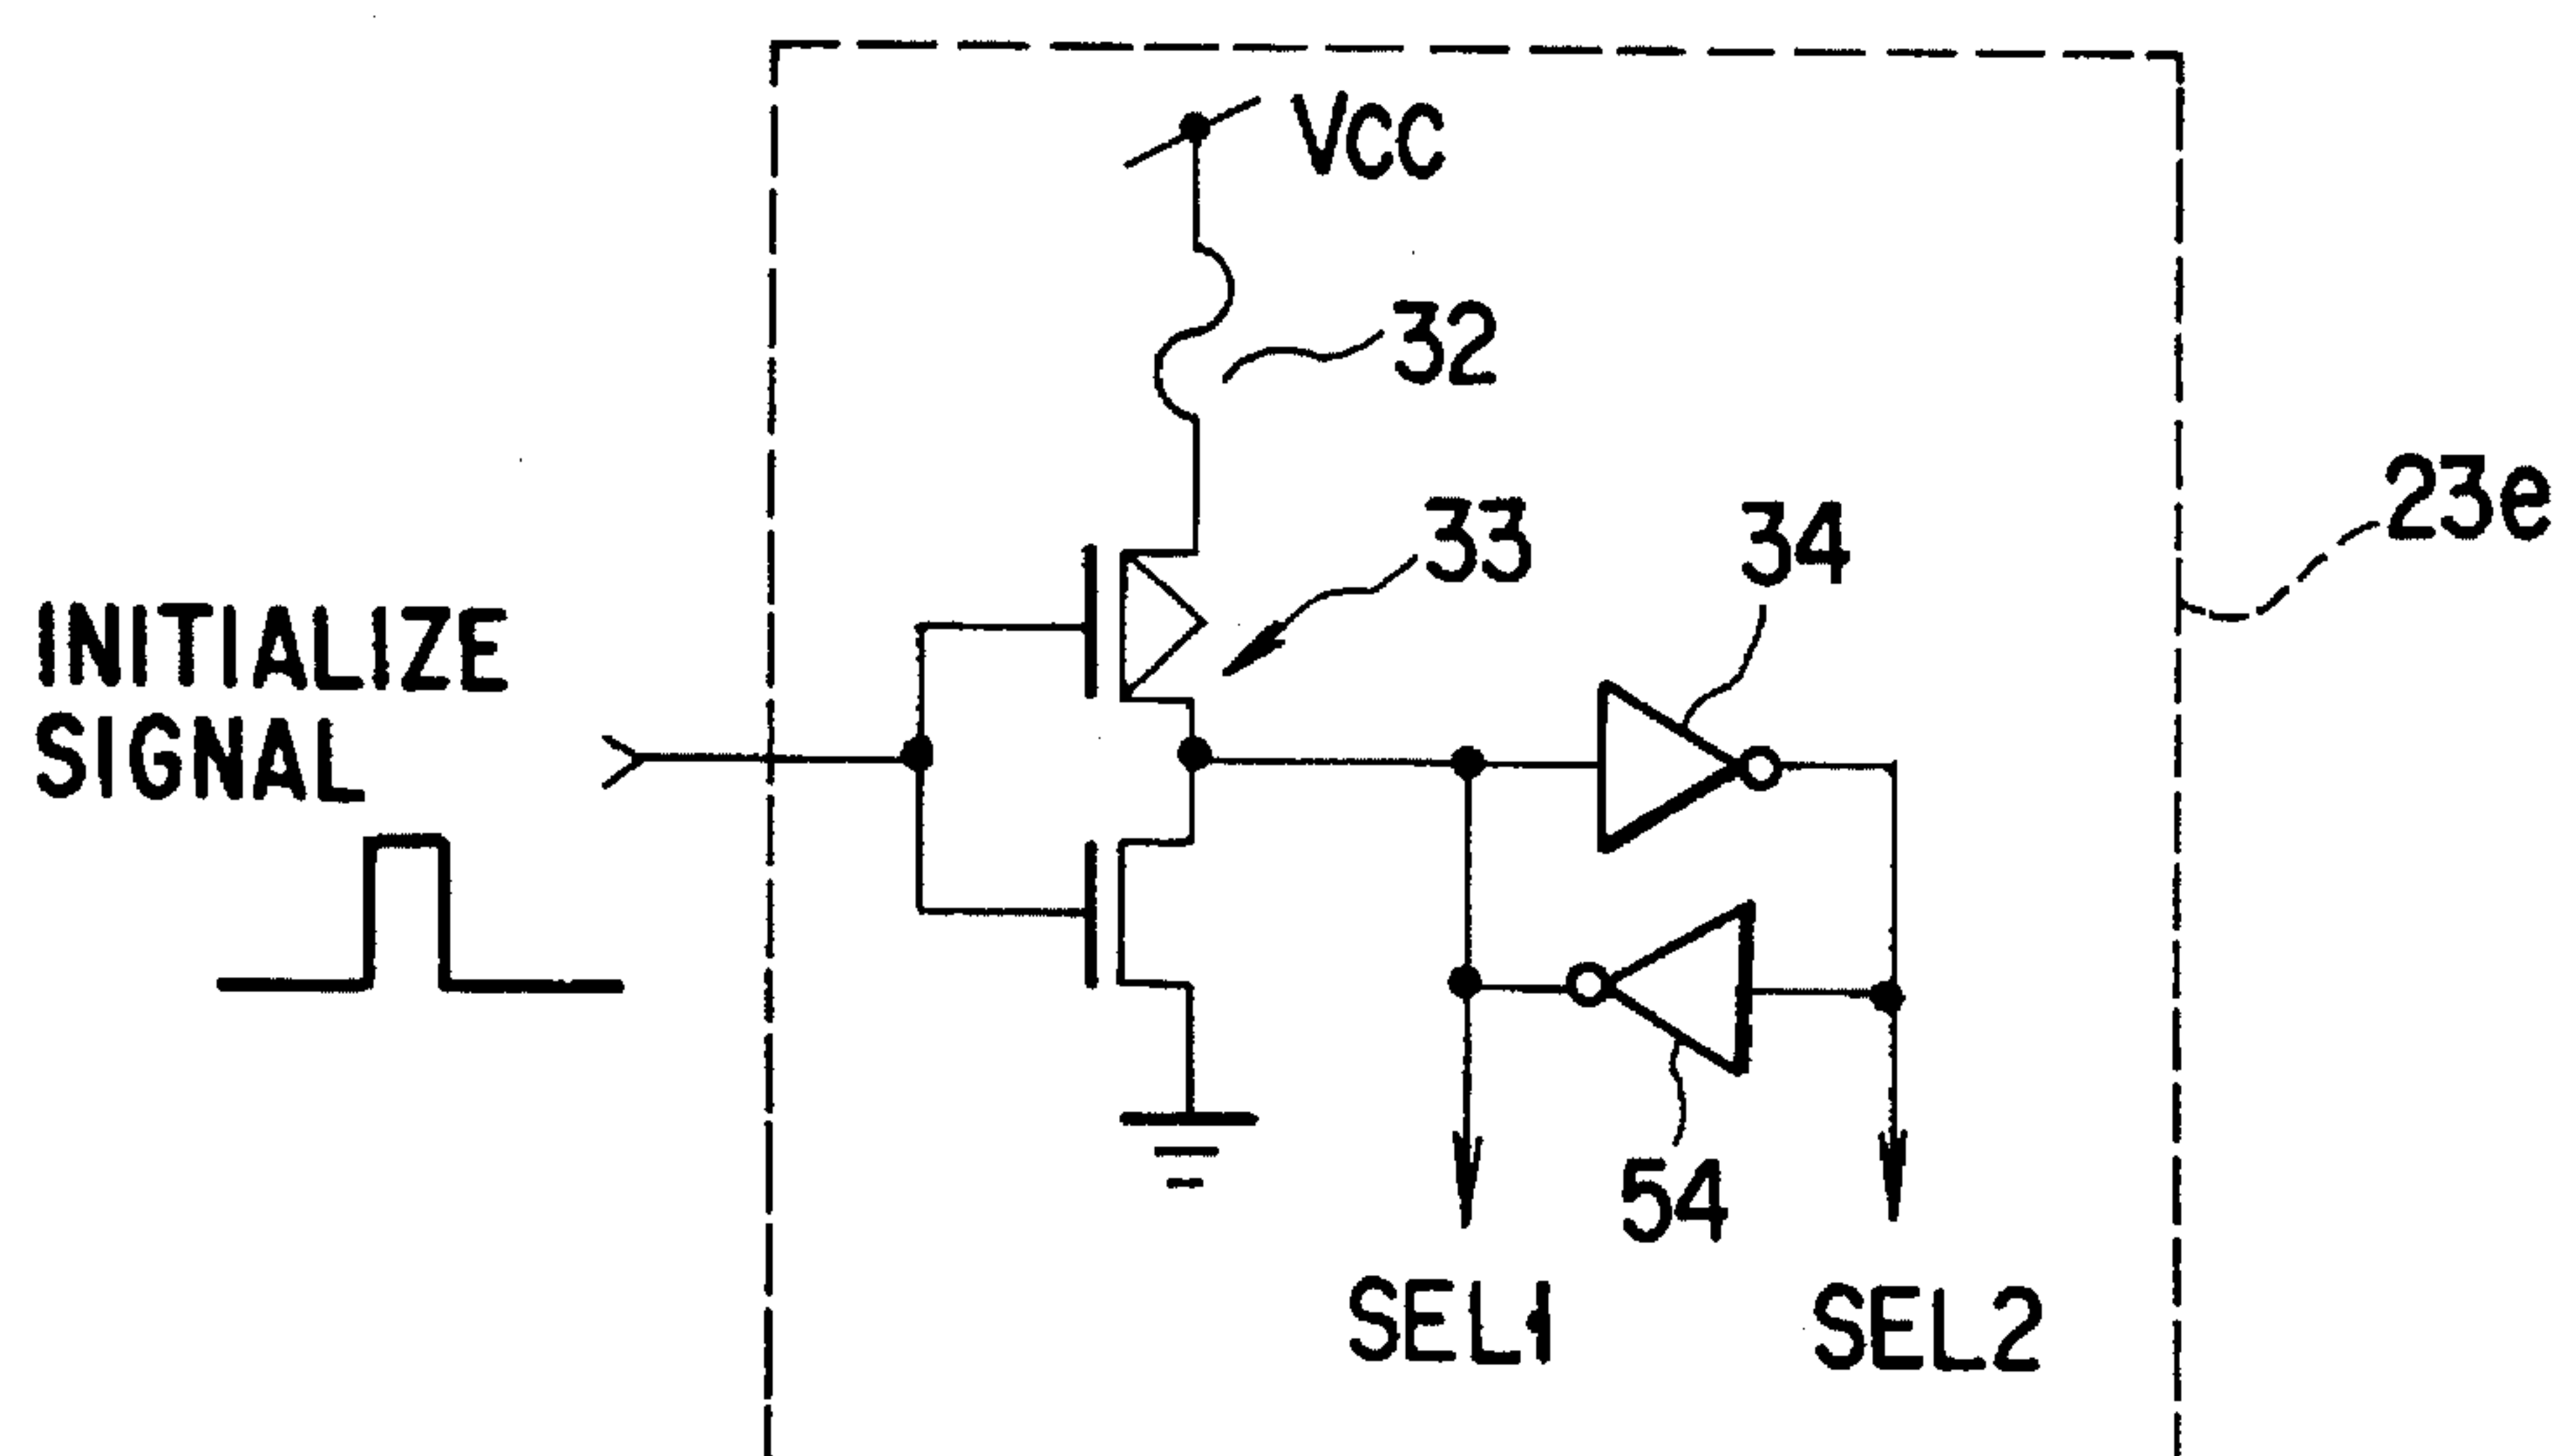 VCC
32
33
34
23e
INITIALIZE
SIGNAL
54
SEL1
SEL2